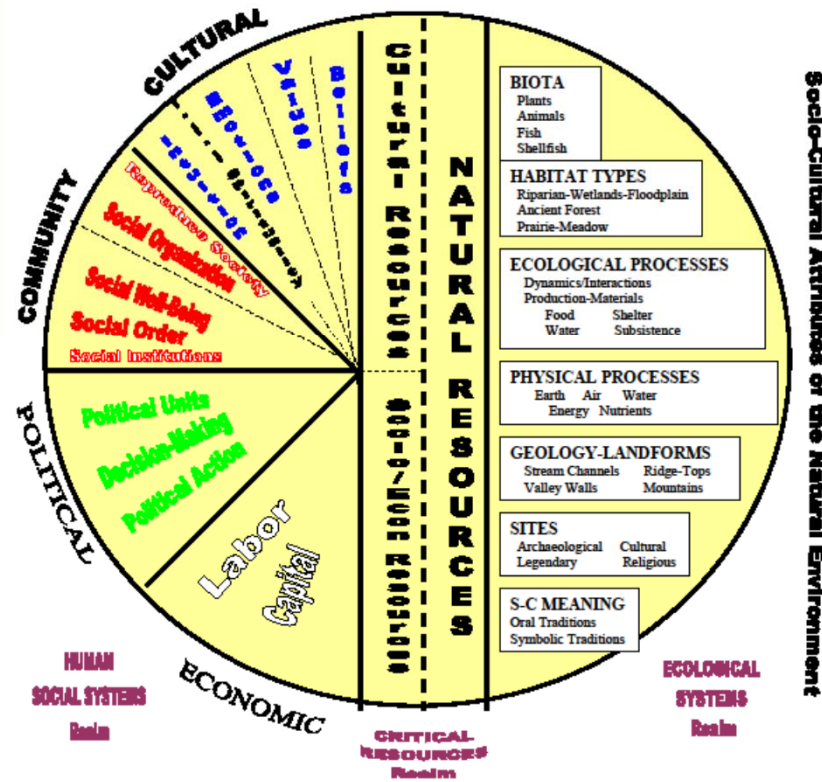 CULTURAL
COMMUNITY
POLITICAL
ECONOMIC
Beliefs
Values
Reproduce Society
Social Organization
Social Well-Being
Social Order
Social Institutions
Political Units
Decision-Making
Political Action
Labor
Capital
Cultural Resources
Socio/Econ Resources
NATURAL RESOURCES
BIOTA
Plants
Animals
Fish
Shellfish
HABITAT TYPES
Riparian-Wetlands-Floodplain
Ancient Forest
Prairie-Meadow
ECOLOGICAL PROCESSES
Dynamics/Interactions
Production-Materials
Food Shelter
Water Subsistence
PHYSICAL PROCESSES
Earth Air Water
Energy Nutrients
GEOLOGY-LANDFORMS
Stream Channels Ridge-Tops
Valley Walls Mountains
SITES
Archaeological Cultural
Legendary Religious
S-C MEANING
Oral Traditions
Symbolic Traditions
Socio-Cultural Attributes of the Natural Environment
HUMAN
SOCIAL SYSTEMS
Realm
CRITICAL
RESOURCES
Realm
ECOLOGICAL
SYSTEMS
Realm